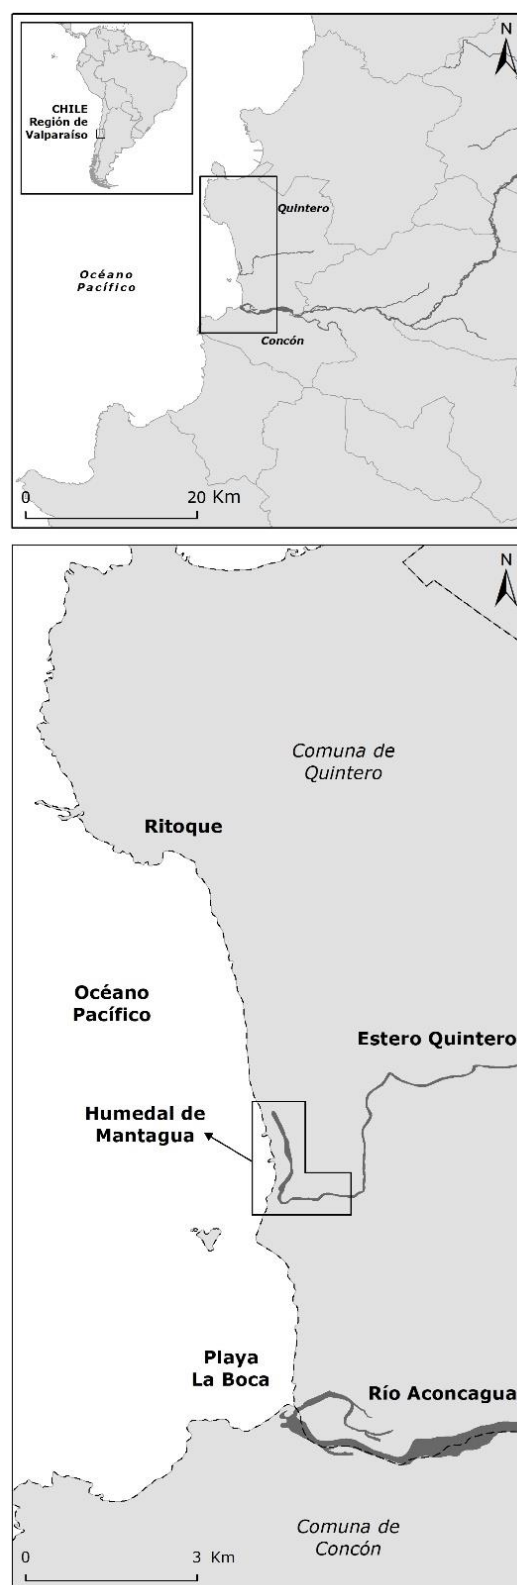 CHILE
Región de
Valparaíso
N
Quintero
Océano
Pacífico
Concón
0 20 Km
N
Comuna de
Quintero
Ritoque
Océano
Pacífico
Estero Quintero
Humedal de
Mantagua
Playa
La Boca
Río Aconcagua
Comuna de
Concón
0 3 Km